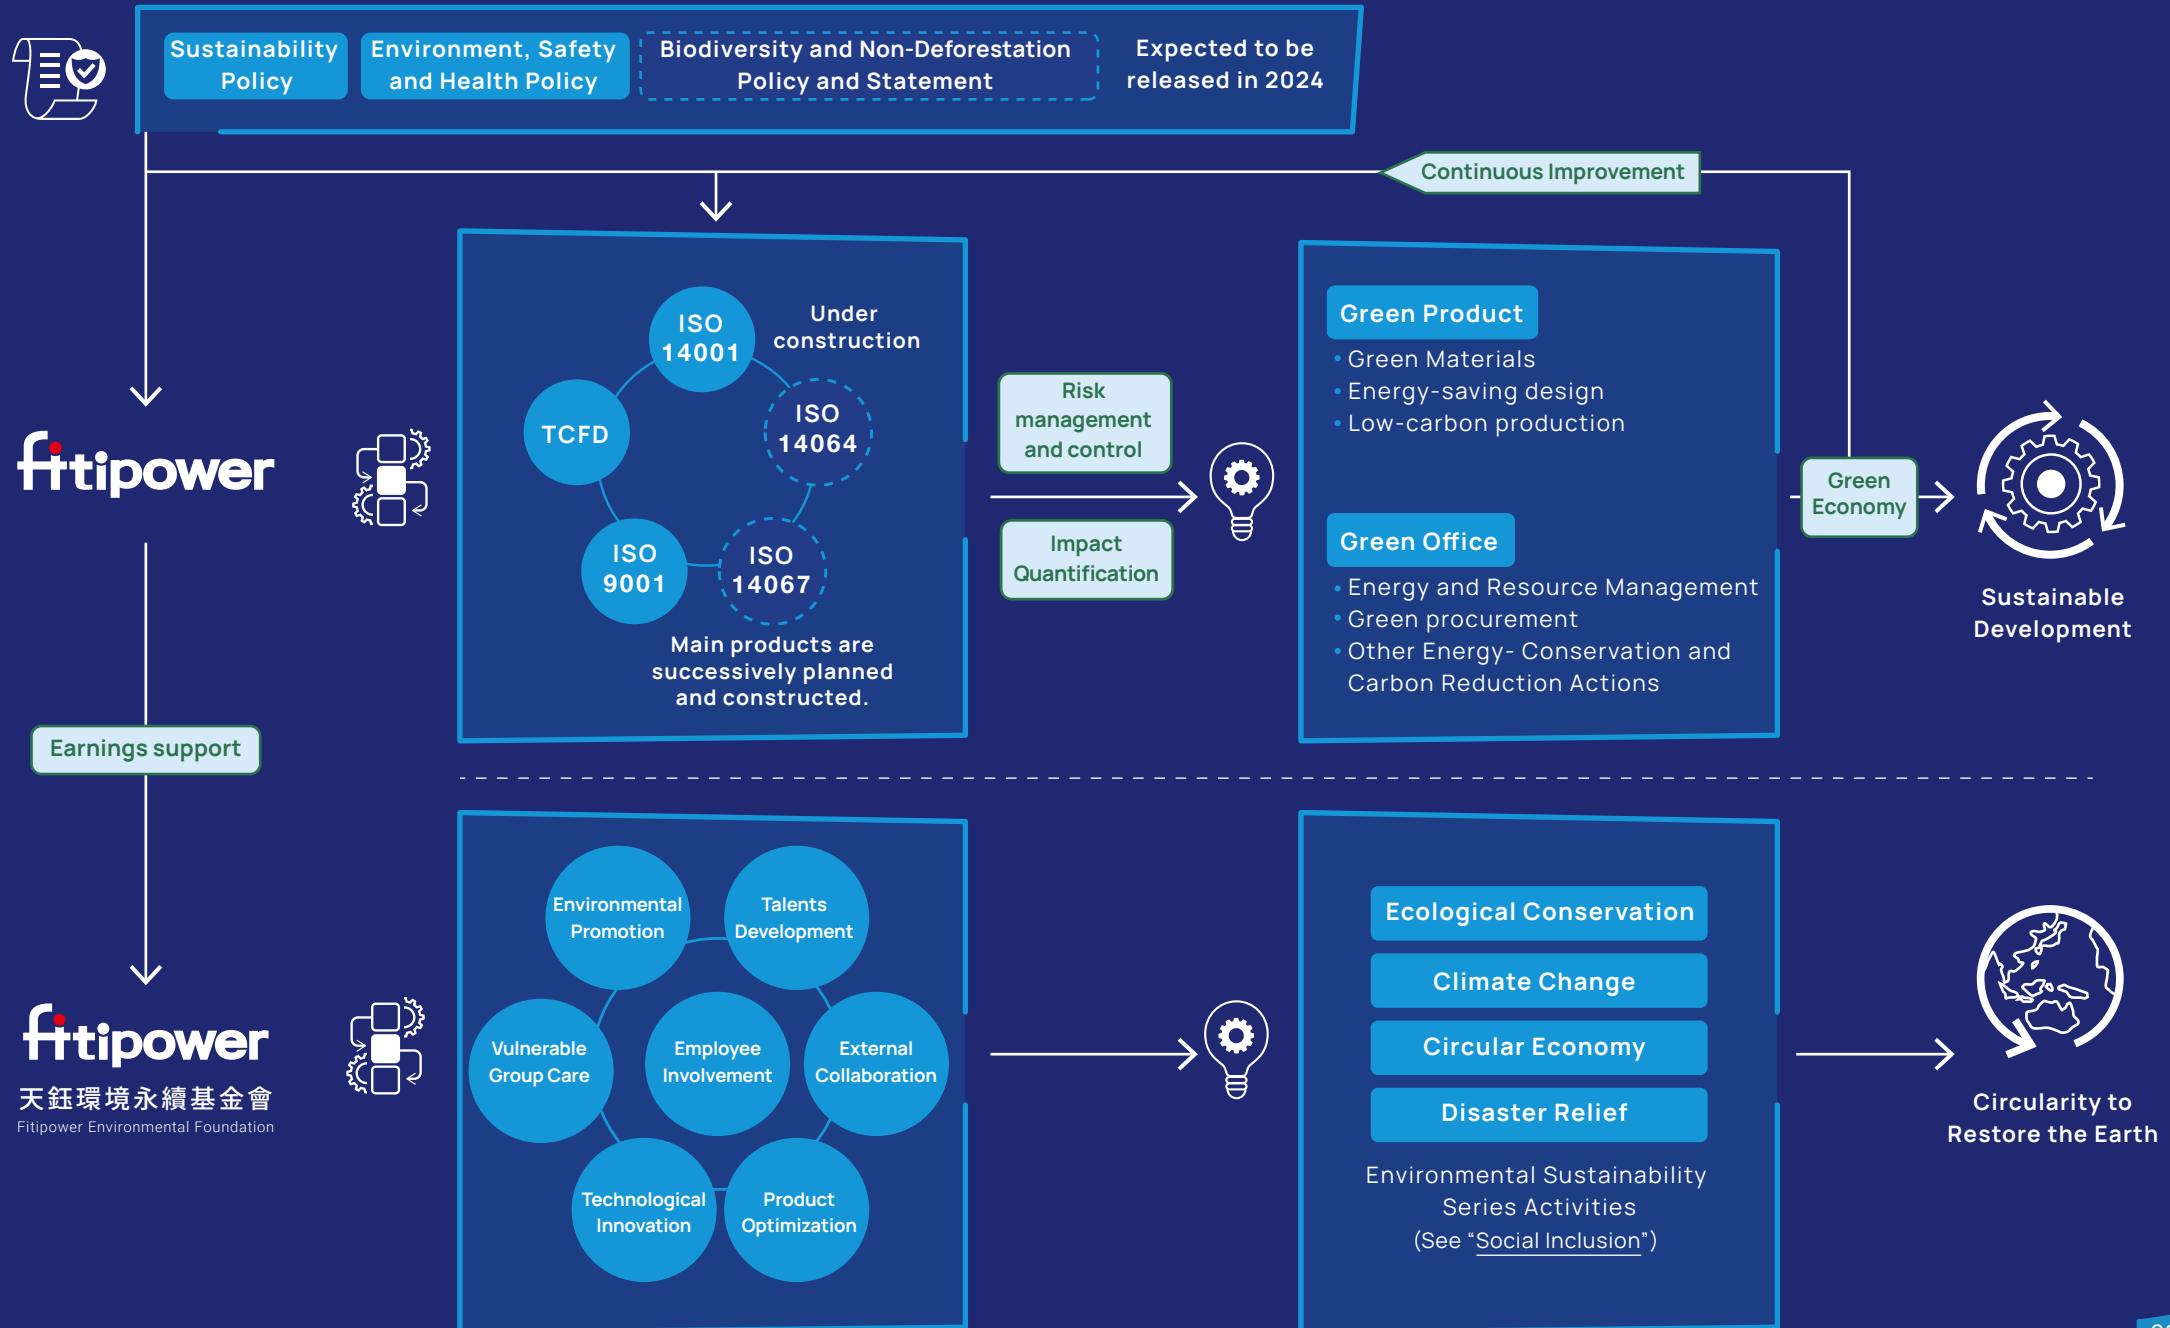 Sustainability
Policy
Environment, Safety
and Health Policy
Biodiversity and Non-Deforestation
Policy and Statement
Expected to be
released in 2024
Continuous Improvement
fitipower
ISO
14001
Under
construction
TCFD
ISO
14064
ISO
9001
ISO
14067
Main products are
successively planned
and constructed.
Risk
management
and control
Impact
Quantification
Green Product
• Green Materials
• Energy-saving design
• Low-carbon production
Green Office
• Energy and Resource Management
• Green procurement
• Other Energy- Conservation and
Carbon Reduction Actions
Green
Economy
Sustainable
Development
Earnings support
fitipower
天鈺環境永續基金會
Fitipower Environmental Foundation
Environmental
Promotion
Talents
Development
Vulnerable
Group Care
Employee
Involvement
External
Collaboration
Technological
Innovation
Product
Optimization
Ecological Conservation
Climate Change
Circular Economy
Disaster Relief
Environmental Sustainability
Series Activities
(See “Social Inclusion”)
Circularity to
Restore the Earth